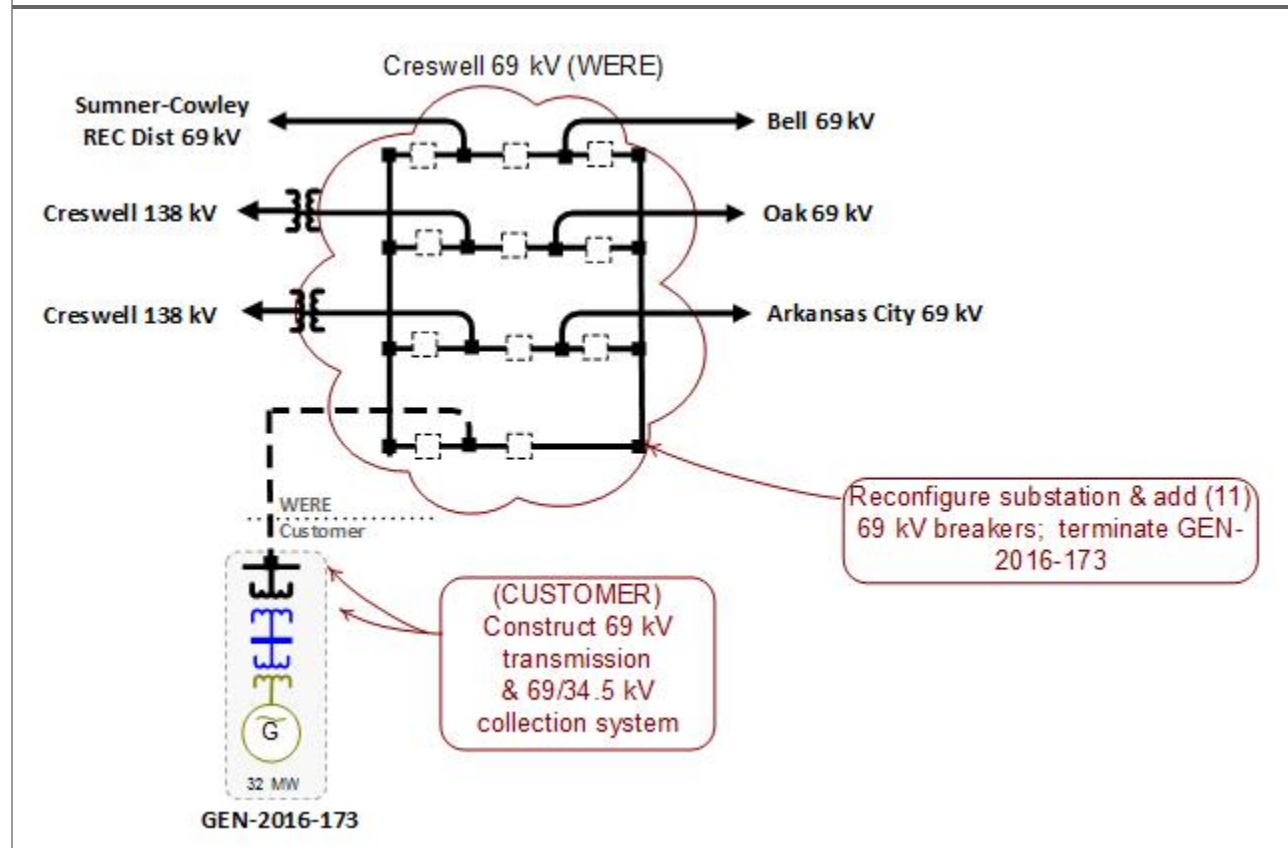 Creswell 69 kV (WERE)
Sumner-Cowley
REC Dist 69 kV
Bell 69 kV
Creswell 138 kV
Oak 69 kV
Creswell 138 kV
Arkansas City 69 kV
WERE
Customer
Reconfigure substation & add (11)
69 kV breakers; terminate GEN-
2016-173
(CUSTOMER)
Construct 69 kV
transmission
& 69/34.5 kV
collection system
G
32 MW
GEN-2016-173